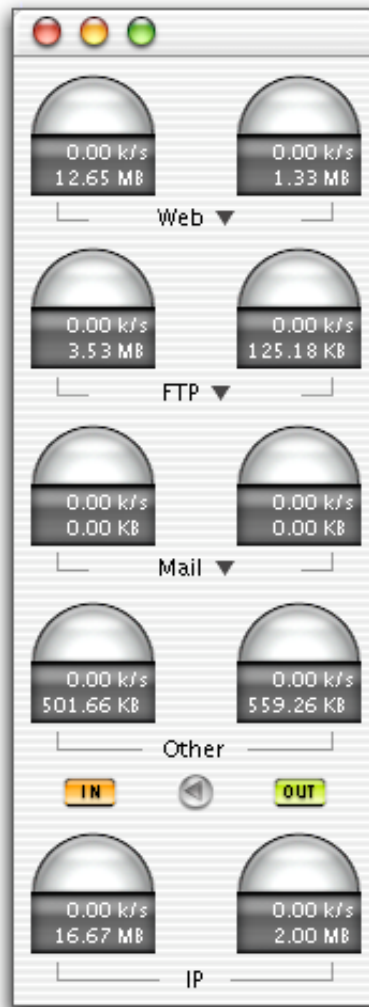 0.00 k/s 0.00 k/s
12.65 MB 1.33 MB
Web
0.00 k/s 0.00 k/s
3.53 MB 125.18 KB
FTP
0.00 k/s 0.00 k/s
0.00 KB 0.00 KB
Mail
0.00 k/s 0.00 k/s
501.66 KB 559.26 KB
Other
IN OUT
0.00 k/s 0.00 k/s
16.67 MB 2.00 MB
IP